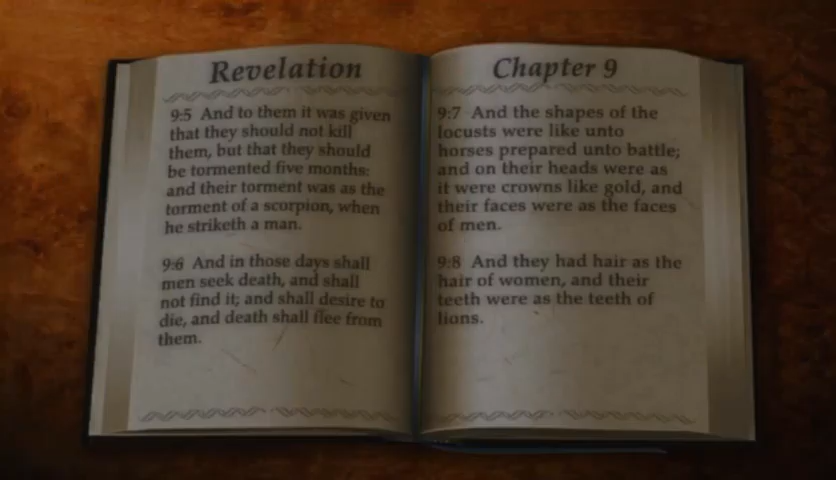 Revelation
9:5 And to them it was given
that they should not kill
them, but that they should
be tormented five months:
and their torment was as the
torment of a scorpion, when
he striketh a man.
9:6 And in those days shall
men seek death, and shall
not find it; and shall desire to
die, and death shall flee from
them.
Chapter 9
9:7 And the shapes of the
locusts were like unto
horses prepared unto battle;
and on their heads were as
it were crowns like gold, and
their faces were as the faces
of men.
9:8 And they had hair as the
hair of women, and their
teeth were as the teeth of
lions.